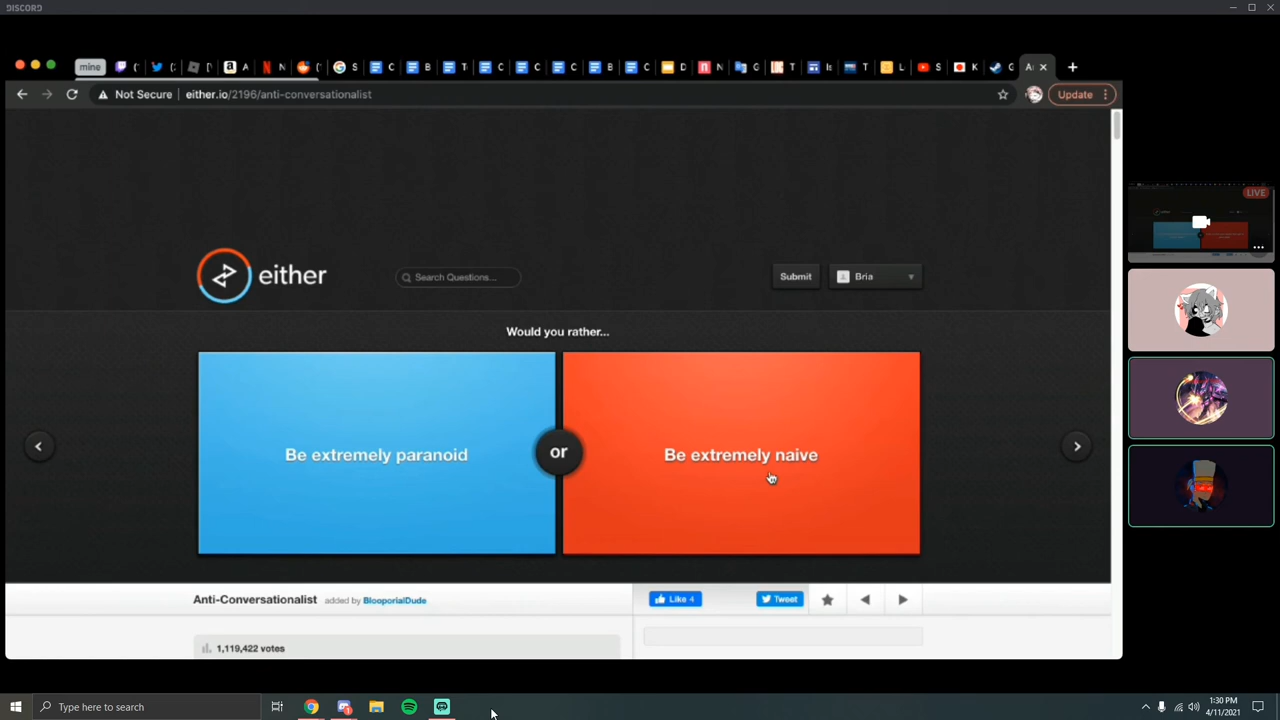 DISCORD
mine
Not Secure
either.io/2196/anti-conversationalist
Update
LIVE
either
Search Questions...
Submit
Bria
Would you rather...
Be extremely paranoid
or
Be extremely naive
Anti-Conversationalist added by BlooporialDude
Like 4
Tweet
1,119,422 votes
Type here to search
1:30 PM
4/11/2021